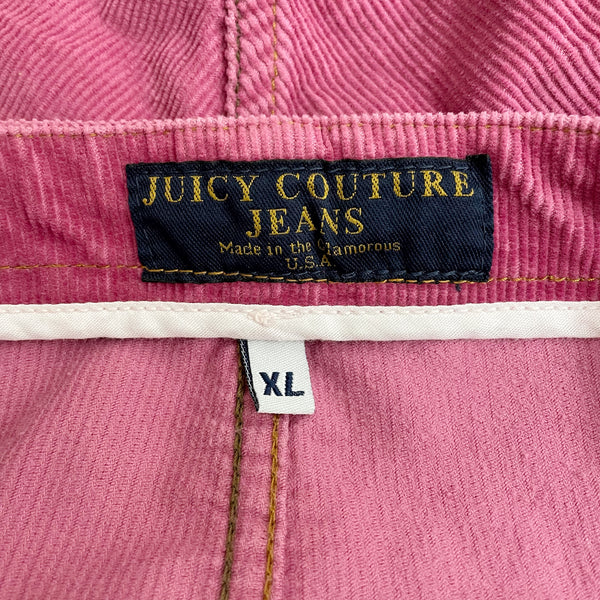 JUICY COUTURE
JEANS
Made in the Glamorous
U.S.A.
XL